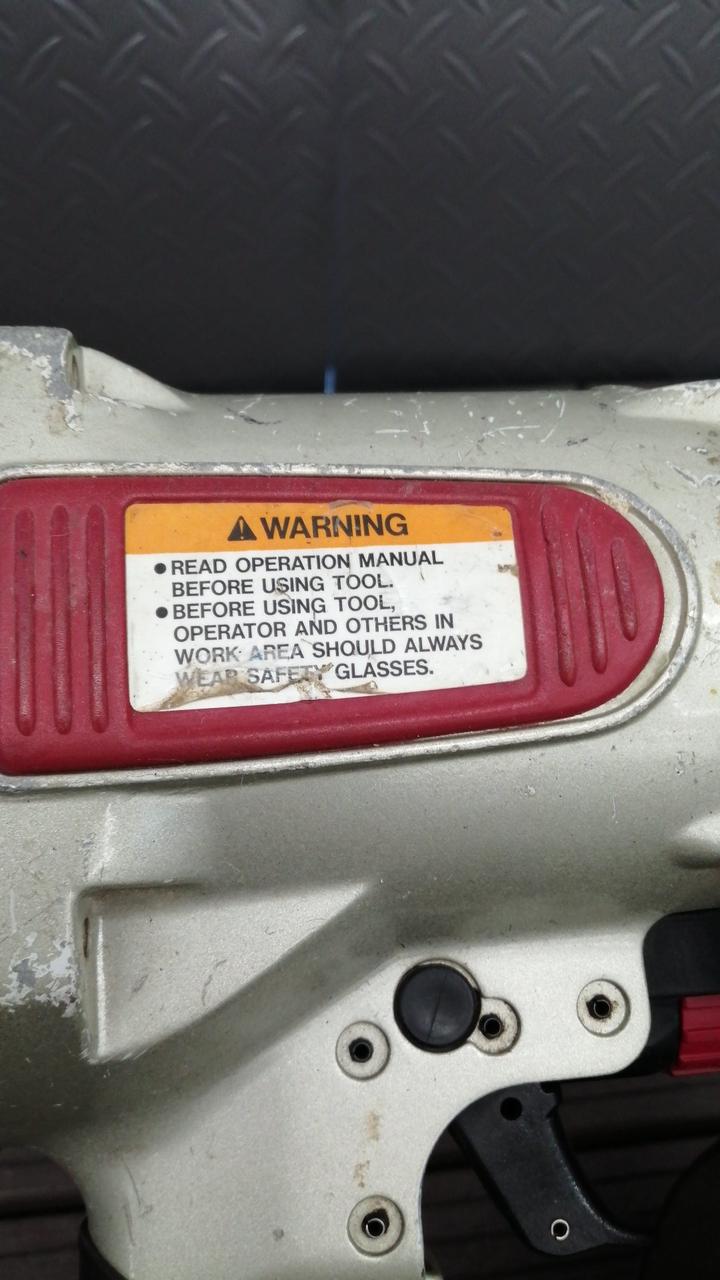 WARNING
● READ OPERATION MANUAL
BEFORE USING TOOL.
● BEFORE USING TOOL,
OPERATOR AND OTHERS IN
WORK AREA SHOULD ALWAYS
WEAR SAFETY GLASSES.